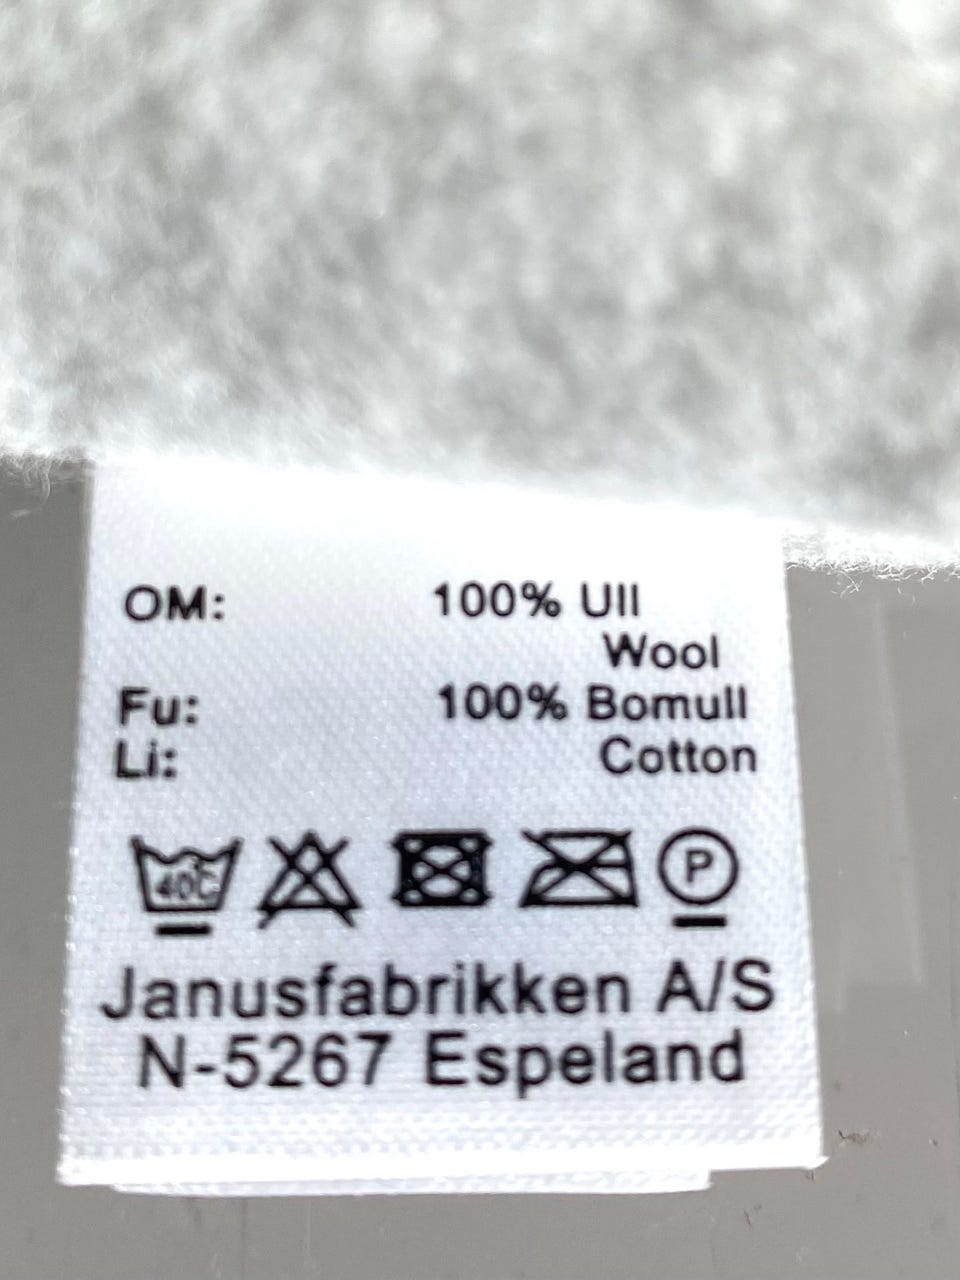 OM: 100% Ull
Wool
Fu: 100% Bomull
Li: Cotton
40C
P
Janusfabrikken A/S
N-5267 Espeland